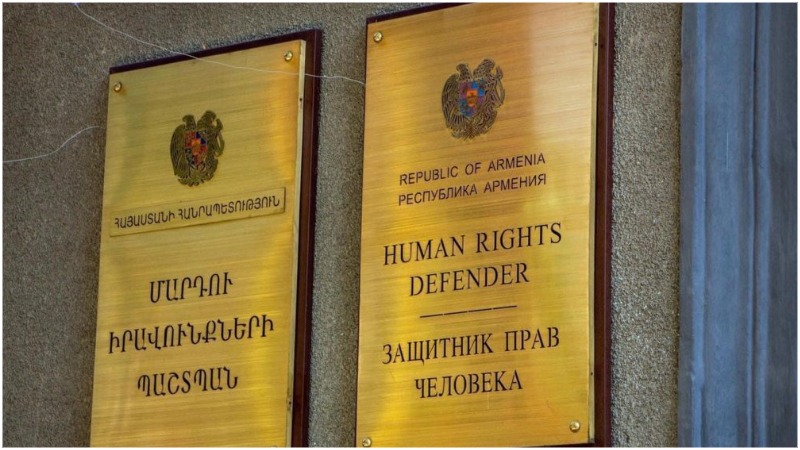 ՀԱՅԱՍՏԱՆԻ ՀԱՆՐԱՊԵՏՈՒԹՅՈՒՆ
ՄԱՐԴՈՒ
ԻՐԱՎՈՒՆՔՆԵՐԻ
ՊԱՇՏՊԱՆ
REPUBLIC OF ARMENIA
РЕСПУБЛИКА АРМЕНИЯ
HUMAN RIGHTS
DEFENDER
ЗАЩИТНИК ПРАВ
ЧЕЛОВЕКА